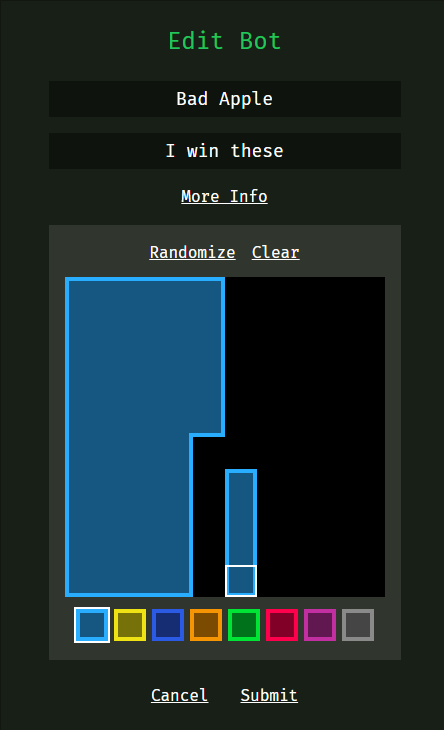 Edit Bot
Bad Apple
I win these
More Info
Randomize Clear
Cancel Submit